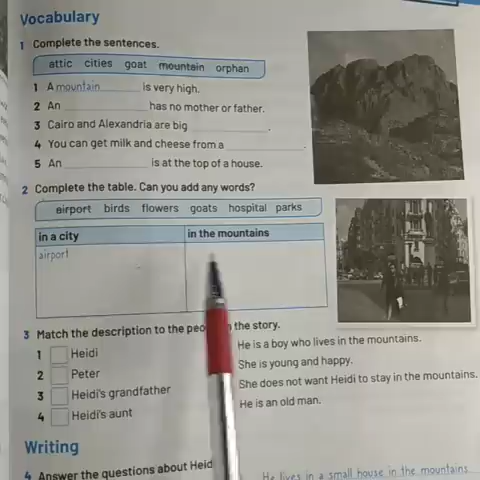 Vocabulary
1 Complete the sentences.
attic cities goat mountain orphan
1 A mountain is very high.
2 An ________ has no mother or father.
3 Cairo and Alexandria are big ________.
4 You can get milk and cheese from a ________.
5 An ________ is at the top of a house.
2 Complete the table. Can you add any words?
airport birds flowers goats hospital parks
in a city in the mountains
airport
3 Match the description to the the story.
1 Heidi
2 Peter
3 Heidi's grandfather
4 Heidi's aunt
He is a boy who lives in the mountains.
She is young and happy.
She does not want Heidi to stay in the mountains.
He is an old man.
Writing
4 Answer the questions about
He lives in a small house in the mountains